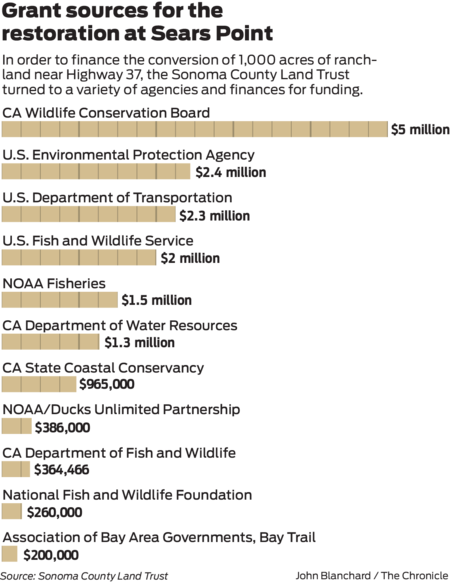 Grant sources for the
restoration at Sears Point
In order to finance the conversion of 1,000 acres of ranch-
land near Highway 37, the Sonoma County Land Trust
turned to a variety of agencies and finances for funding.
CA Wildlife Conservation Board
$5 million
U.S. Environmental Protection Agency
$2.4 million
U.S. Department of Transportation
$2.3 million
U.S. Fish and Wildlife Service
$2 million
NOAA Fisheries
$1.5 million
CA Department of Water Resources
$1.3 million
CA State Coastal Conservancy
$965,000
NOAA/Ducks Unlimited Partnership
$386,000
CA Department of Fish and Wildlife
$364,466
National Fish and Wildlife Foundation
$260,000
Association of Bay Area Governments, Bay Trail
$200,000
Source: Sonoma County Land Trust
John Blanchard / The Chronicle